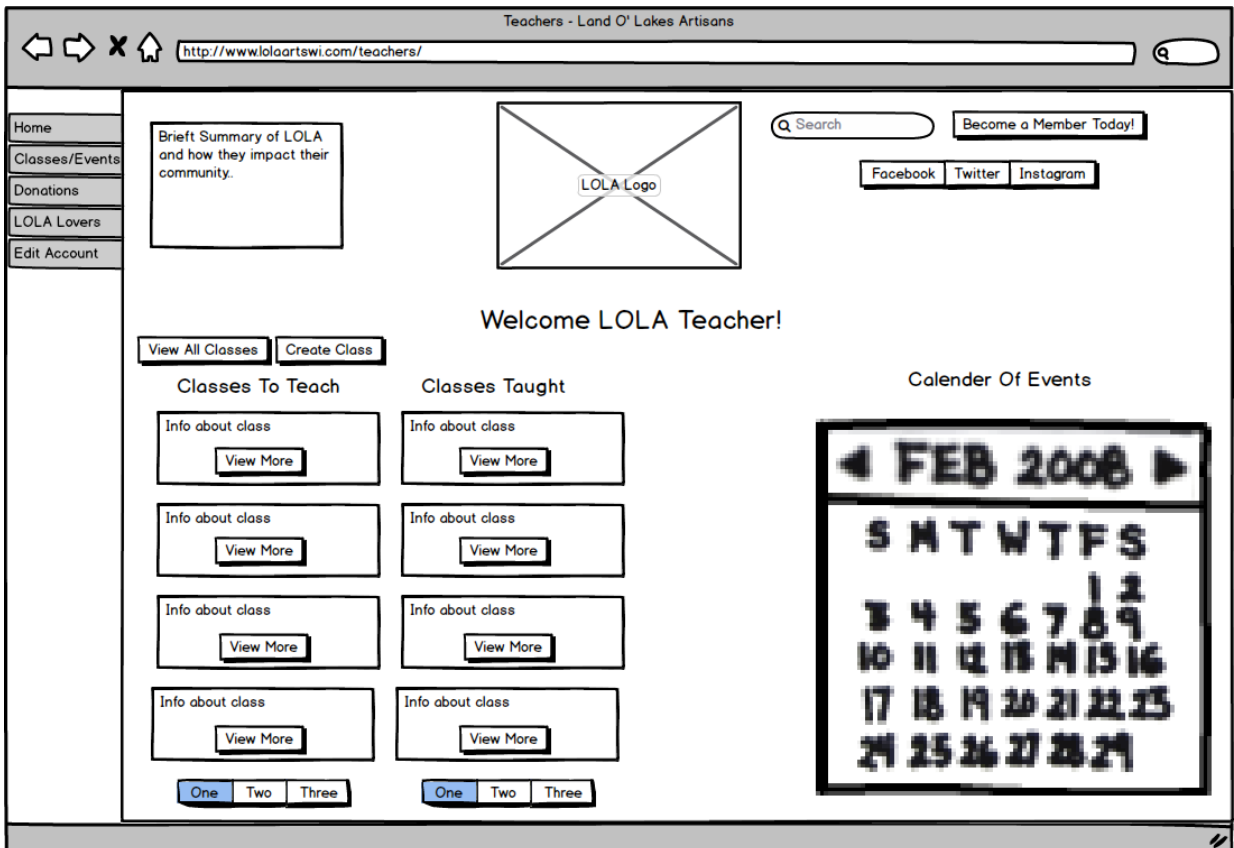 Teachers - Land O' Lakes Artisans
http://www.lolaartswi.com/teachers/
Home
Classes/Events
Donations
LOLA Lovers
Edit Account
Brieft Summary of LOLA
and how they impact their
community..
LOLA Logo
Search
Become a Member Today!
Facebook Twitter Instagram
Welcome LOLA Teacher!
View All Classes Create Class
Classes To Teach
Info about class
View More
Info about class
View More
Info about class
View More
Info about class
View More
One Two Three
Classes Taught
Info about class
View More
Info about class
View More
Info about class
View More
Info about class
View More
One Two Three
Calender Of Events
FEB 2008
S M T W T F S
1 2
3 4 5 6 7 8 9
10 11 12 13 14 15 16
17 18 19 20 21 22 23
24 25 26 27 28 29